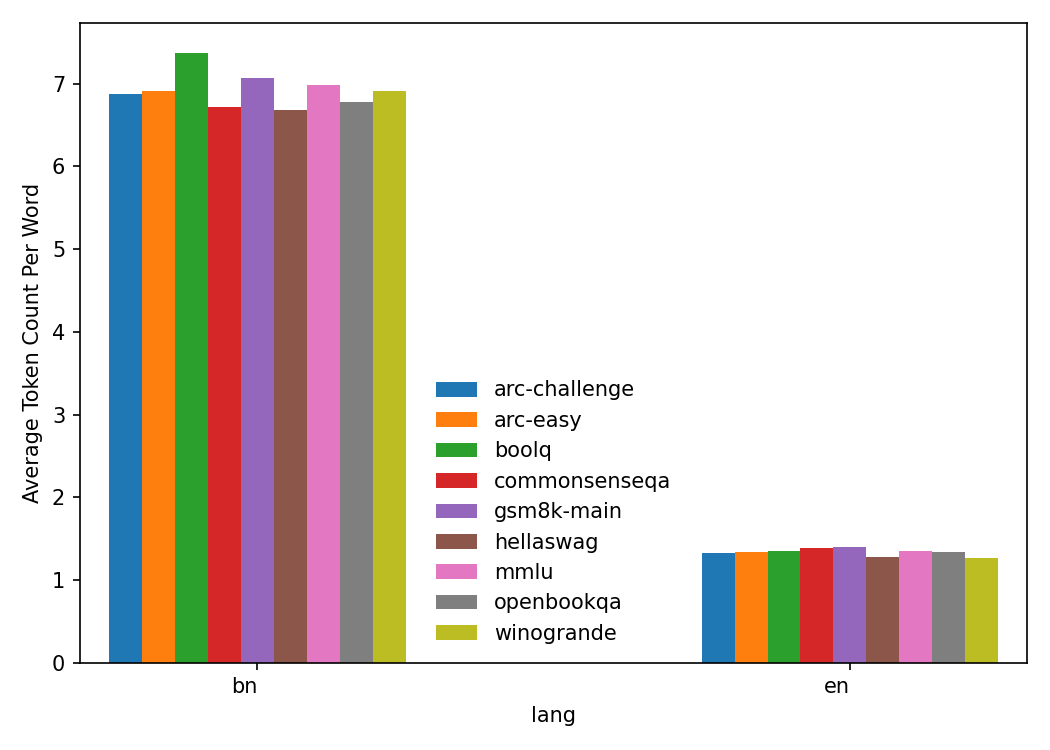 Average Token Count Per Word
7
6
5
4
3
2
1
0
arc-challenge
arc-easy
boolq
commonsenseqa
gsm8k-main
hellaswag
mmlu
openbookqa
winogrande
bn en
lang